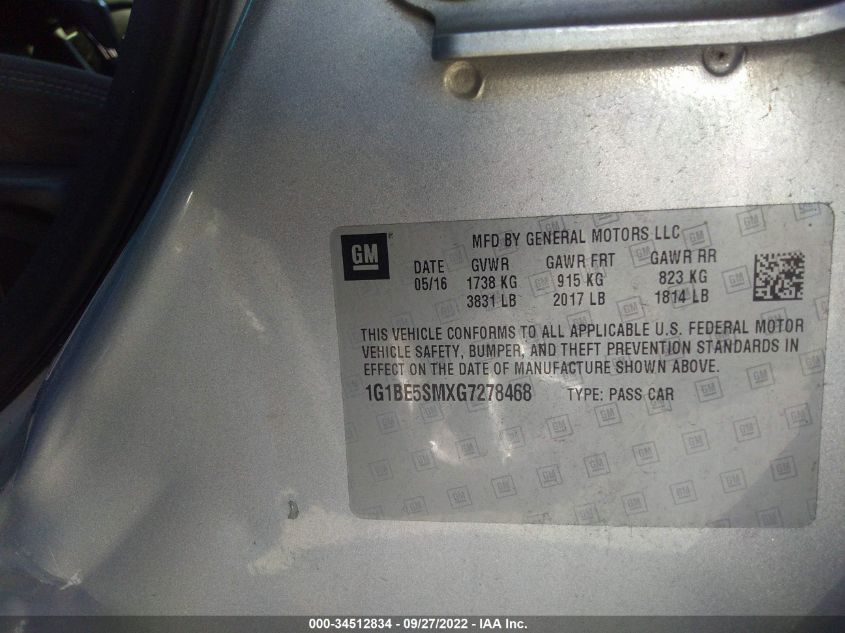 GM
MFD BY GENERAL MOTORS LLC
DATE GVWR GAWR FRT GAWR RR
05/16 1738 KG 915 KG 823 KG
3831 LB 2017 LB 1814 LB
THIS VEHICLE CONFORMS TO ALL APPLICABLE U.S. FEDERAL MOTOR
VEHICLE SAFETY, BUMPER, AND THEFT PREVENTION STANDARDS IN
EFFECT ON THE DATE OF MANUFACTURE SHOWN ABOVE.
1G1BE5SMXG7278468 TYPE: PASS CAR
000-34512834 — 09/27/2022 — IAA Inc.